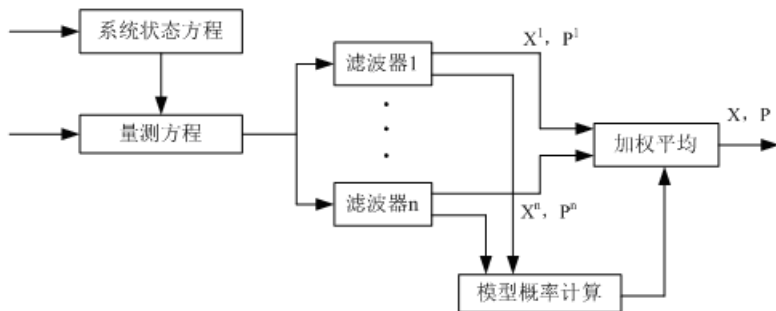 系统状态方程
量测方程
滤波器1
滤波器n
X¹，P¹
Xⁿ，Pⁿ
加权平均
X，P
模型概率计算